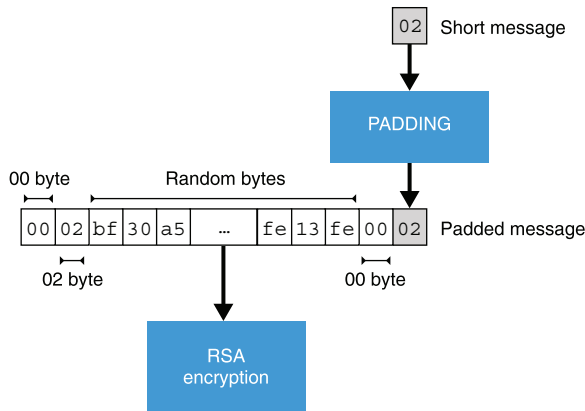 02 Short message
PADDING
00 byte Random bytes
00 02 bf 30 a5 … fe 13 fe 00 02 Padded message
02 byte 00 byte
RSA
encryption